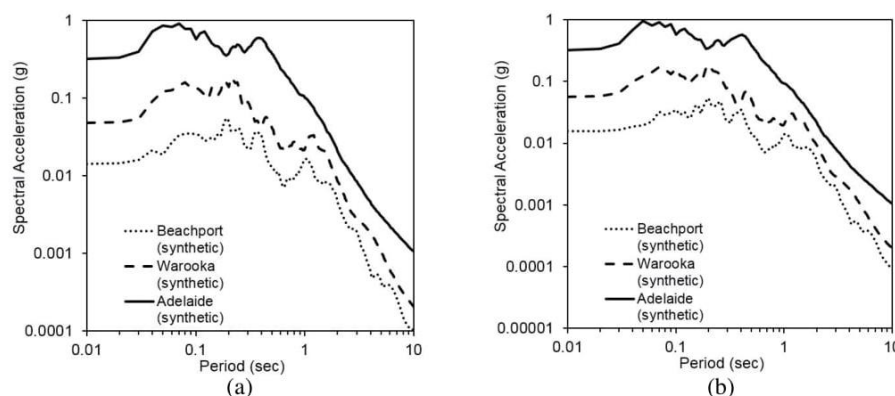 Spectral Acceleration (g)
1
0.1
0.01
0.001
0.0001
Beachport
(synthetic)
Warooka
(synthetic)
Adelaide
(synthetic)
0.01 0.1 1 10
Period (sec)
(a)
Spectral Acceleration (g)
1
0.1
0.01
0.001
0.0001
0.00001
Beachport
(synthetic)
Warooka
(synthetic)
Adelaide
(synthetic)
0.01 0.1 1 10
Period (sec)
(b)